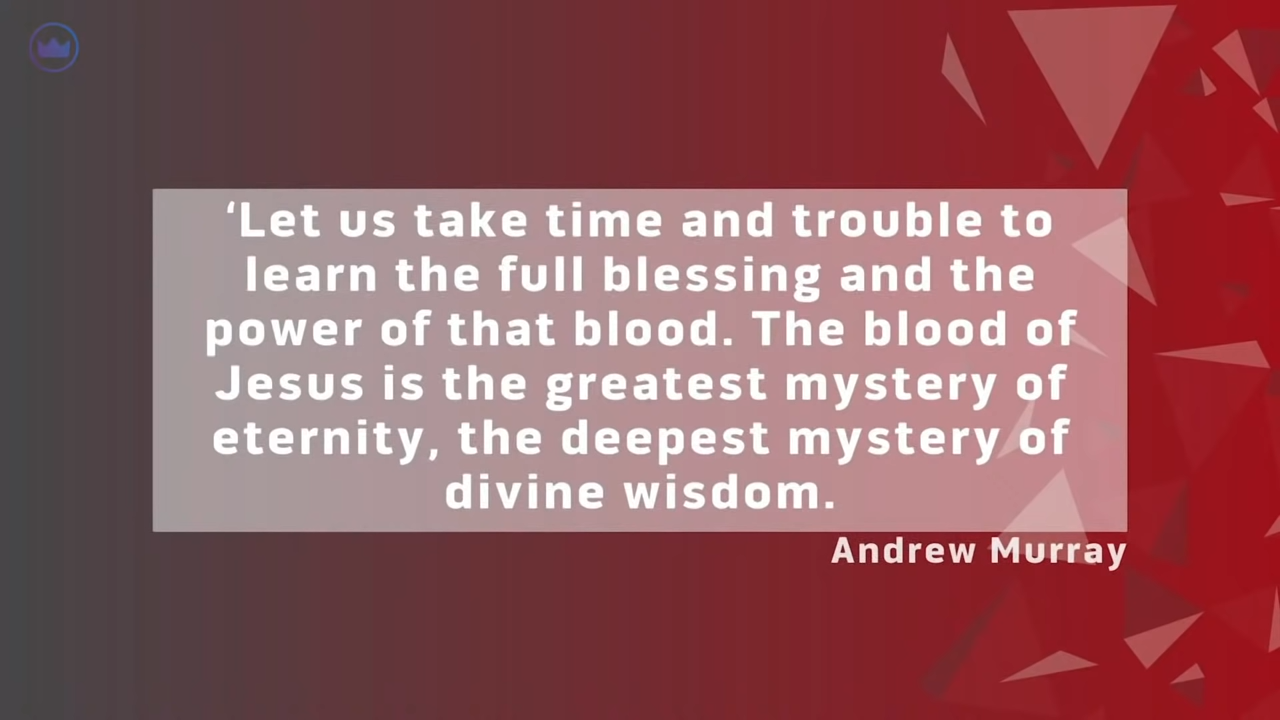 ‘Let us take time and trouble to
learn the full blessing and the
power of that blood. The blood of
Jesus is the greatest mystery of
eternity, the deepest mystery of
divine wisdom.
Andrew Murray